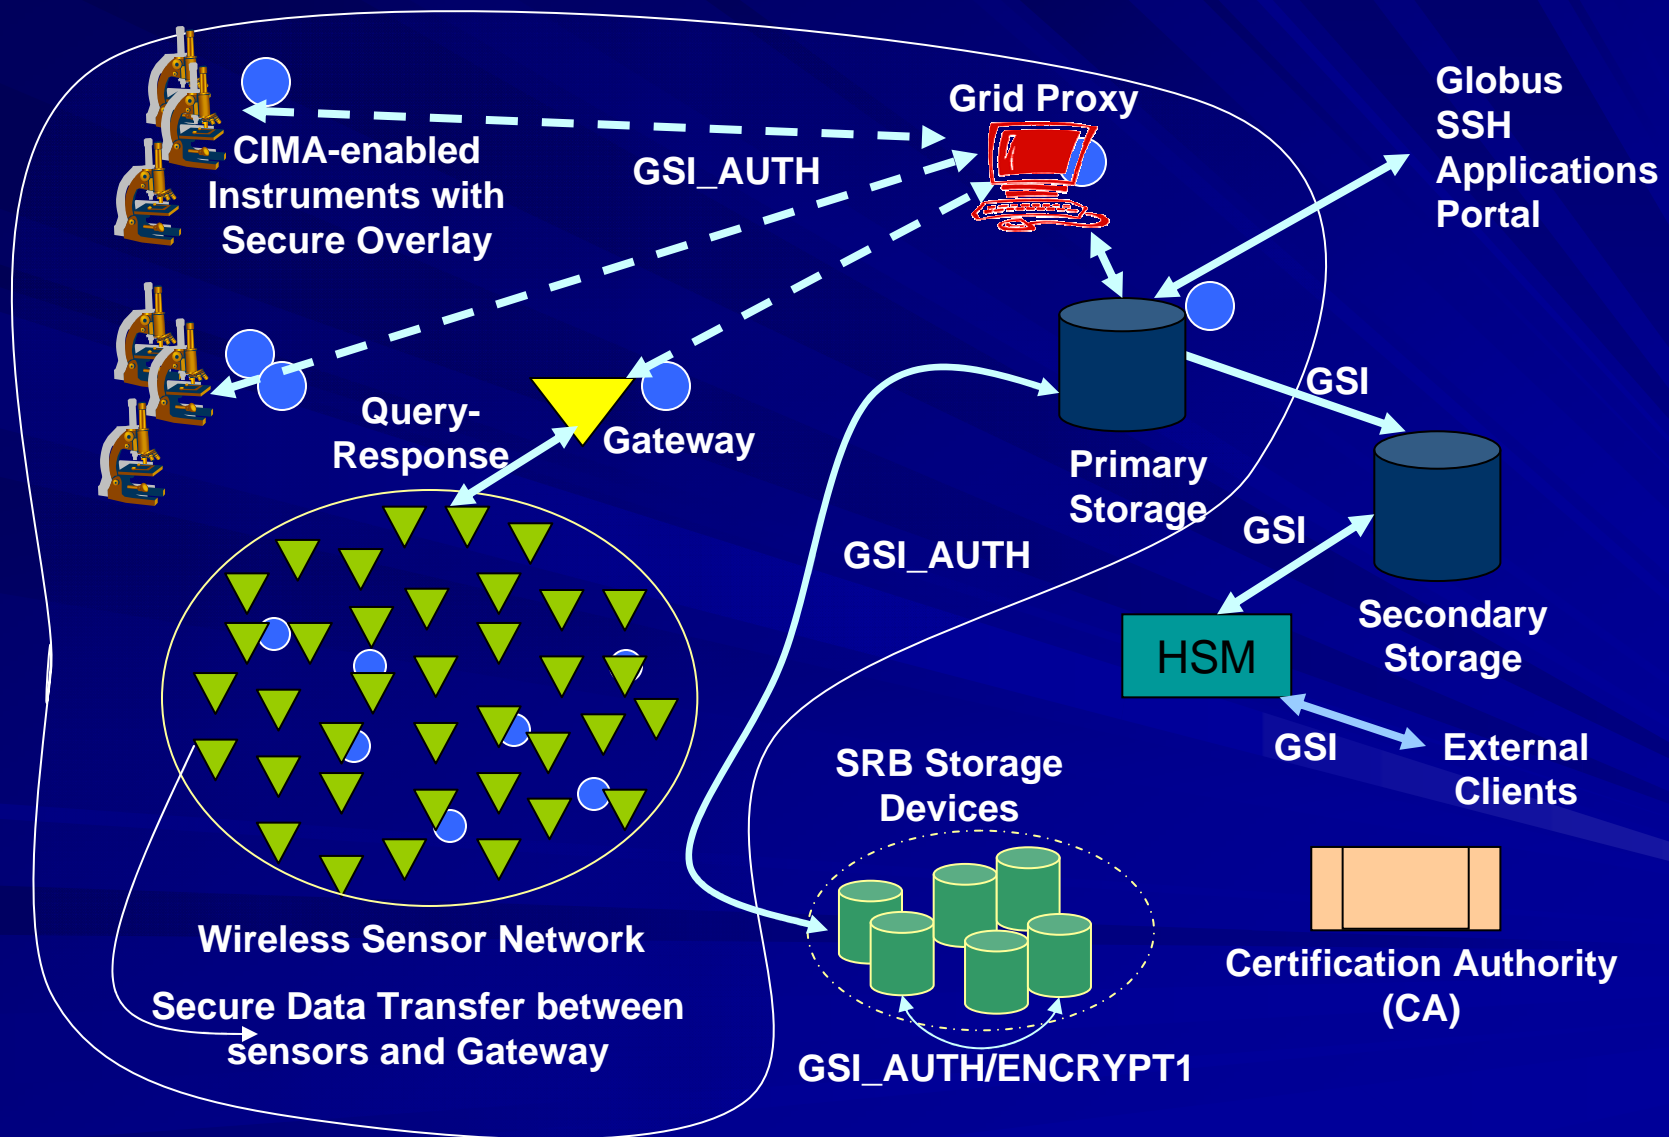 Grid Proxy
Globus
SSH
Applications
Portal
CIMA-enabled
Instruments with
Secure Overlay
GSI_AUTH
GSI
Query-
Response
Gateway
Primary
Storage
GSI
GSI_AUTH
Secondary
Storage
HSM
GSI
External
Clients
SRB Storage
Devices
Wireless Sensor Network
Secure Data Transfer between
sensors and Gateway
Certification Authority
(CA)
GSI_AUTH/ENCRYPT1